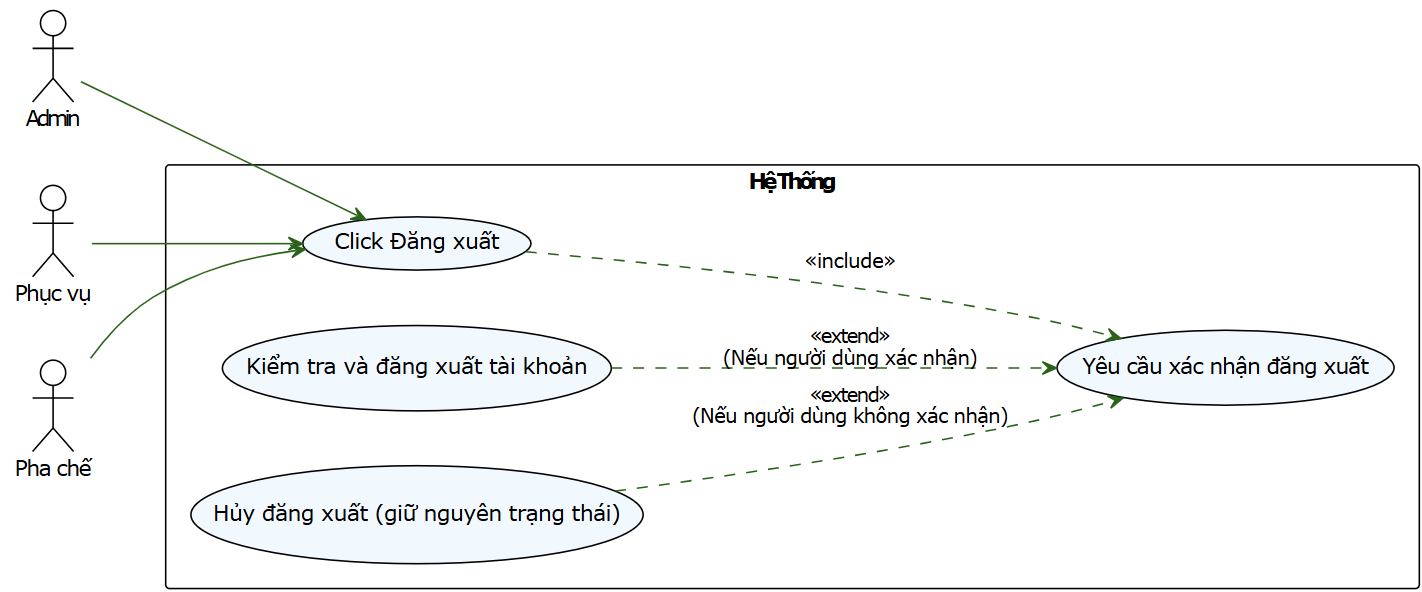 Admin
Hệ Thống
Click Đăng xuất
«include»
Phục vụ
«extend»
(Nếu người dùng xác nhận)
Kiểm tra và đăng xuất tài khoản
Yêu cầu xác nhận đăng xuất
«extend»
(Nếu người dùng không xác nhận)
Pha chế
Hủy đăng xuất (giữ nguyên trạng thái)